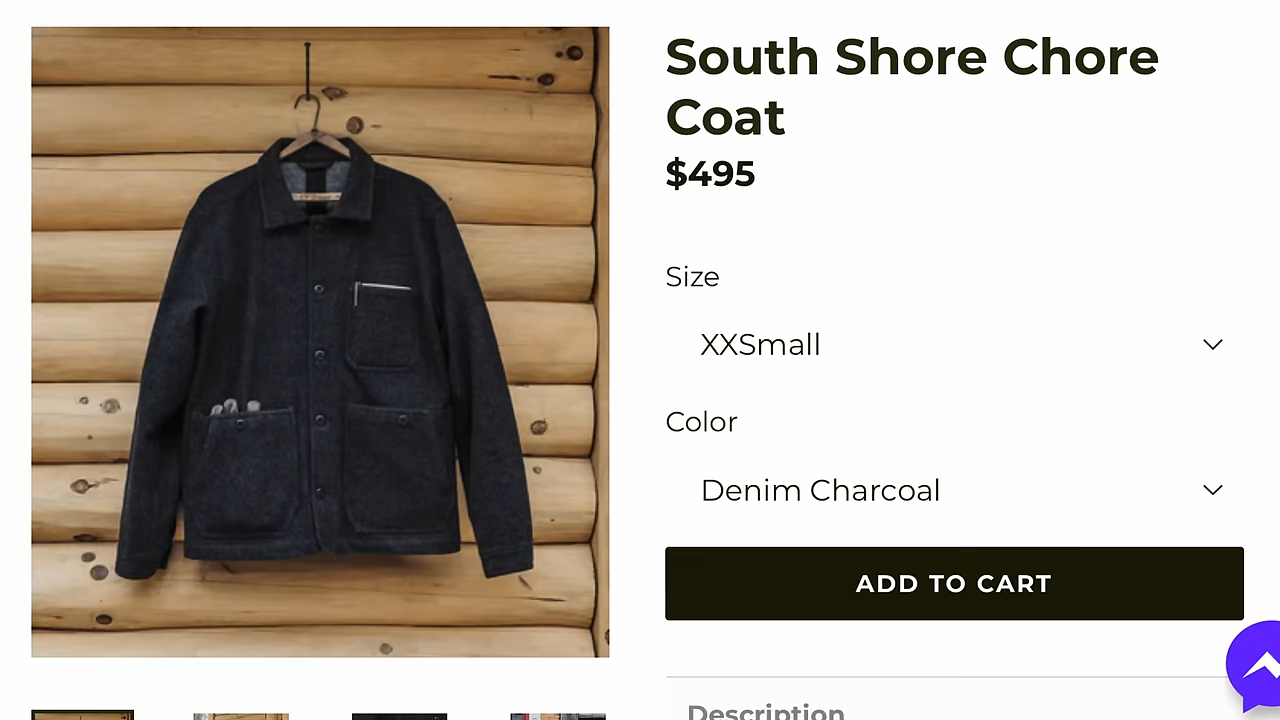 South Shore Chore
Coat
$495
Size
XXSmall
Color
Denim Charcoal
ADD TO CART
Description